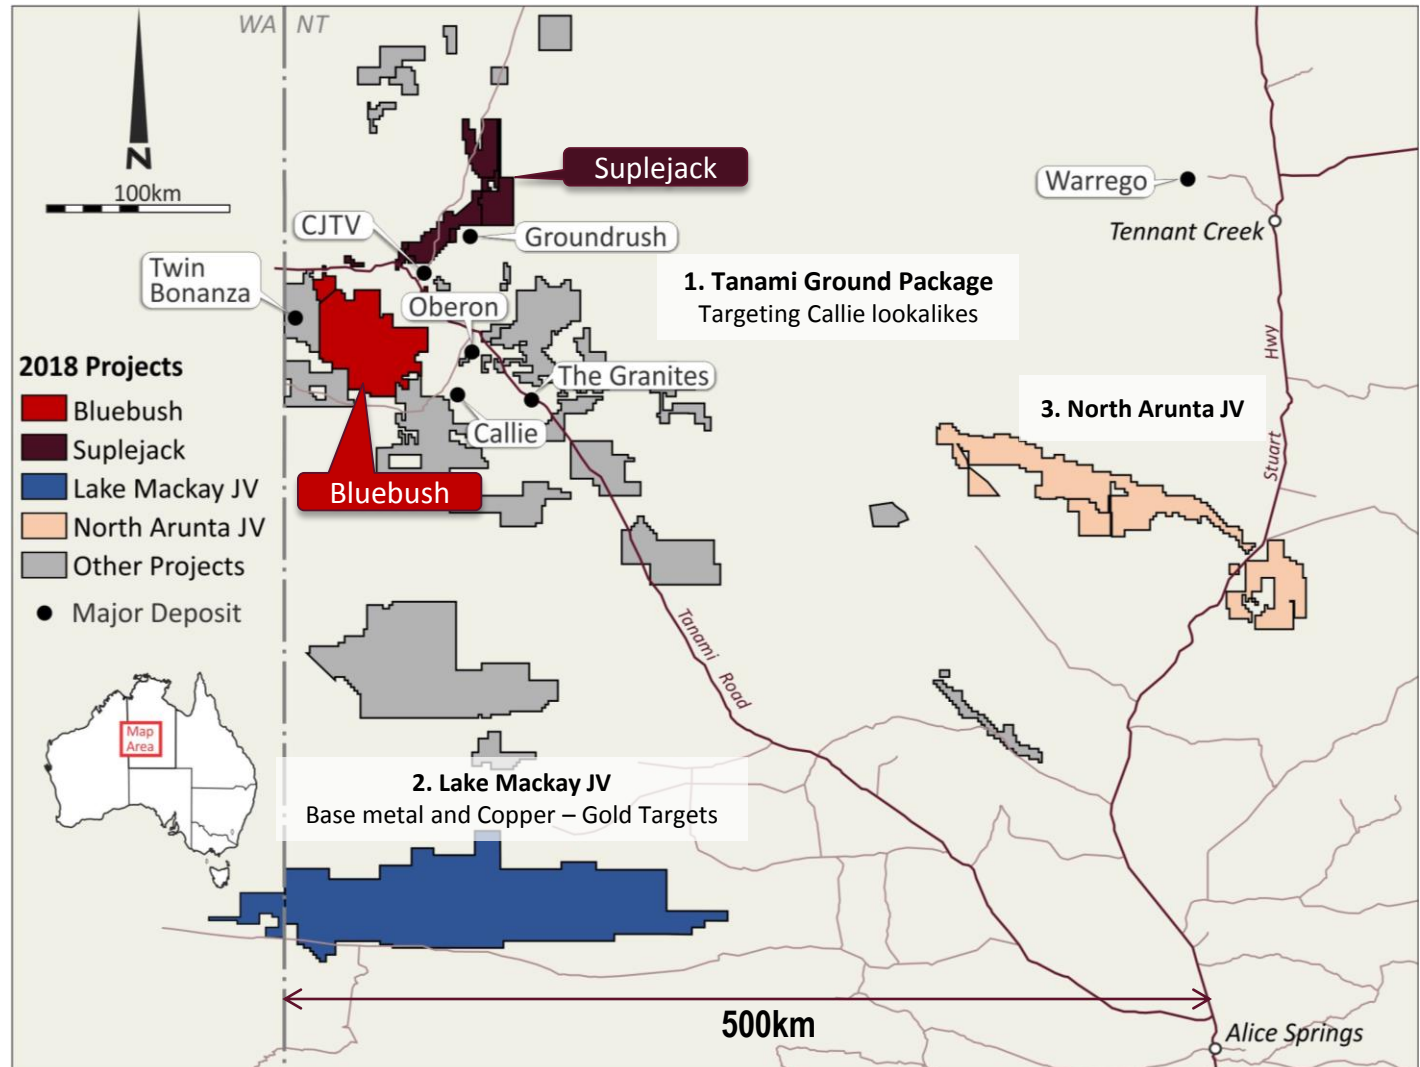 WA NT
N
100km
Suplejack
Warrego
Tennant Creek
CJTV
Groundrush
Twin
Bonanza
Oberon
1. Tanami Ground Package
Targeting Callie lookalikes
Stuart Hwy
The Granites
Callie
Bluebush
3. North Arunta JV
2018 Projects
Bluebush
Suplejack
Lake Mackay JV
North Arunta JV
Other Projects
Major Deposit
Tanami Road
Map
Area
2. Lake Mackay JV
Base metal and Copper – Gold Targets
500km
Alice Springs